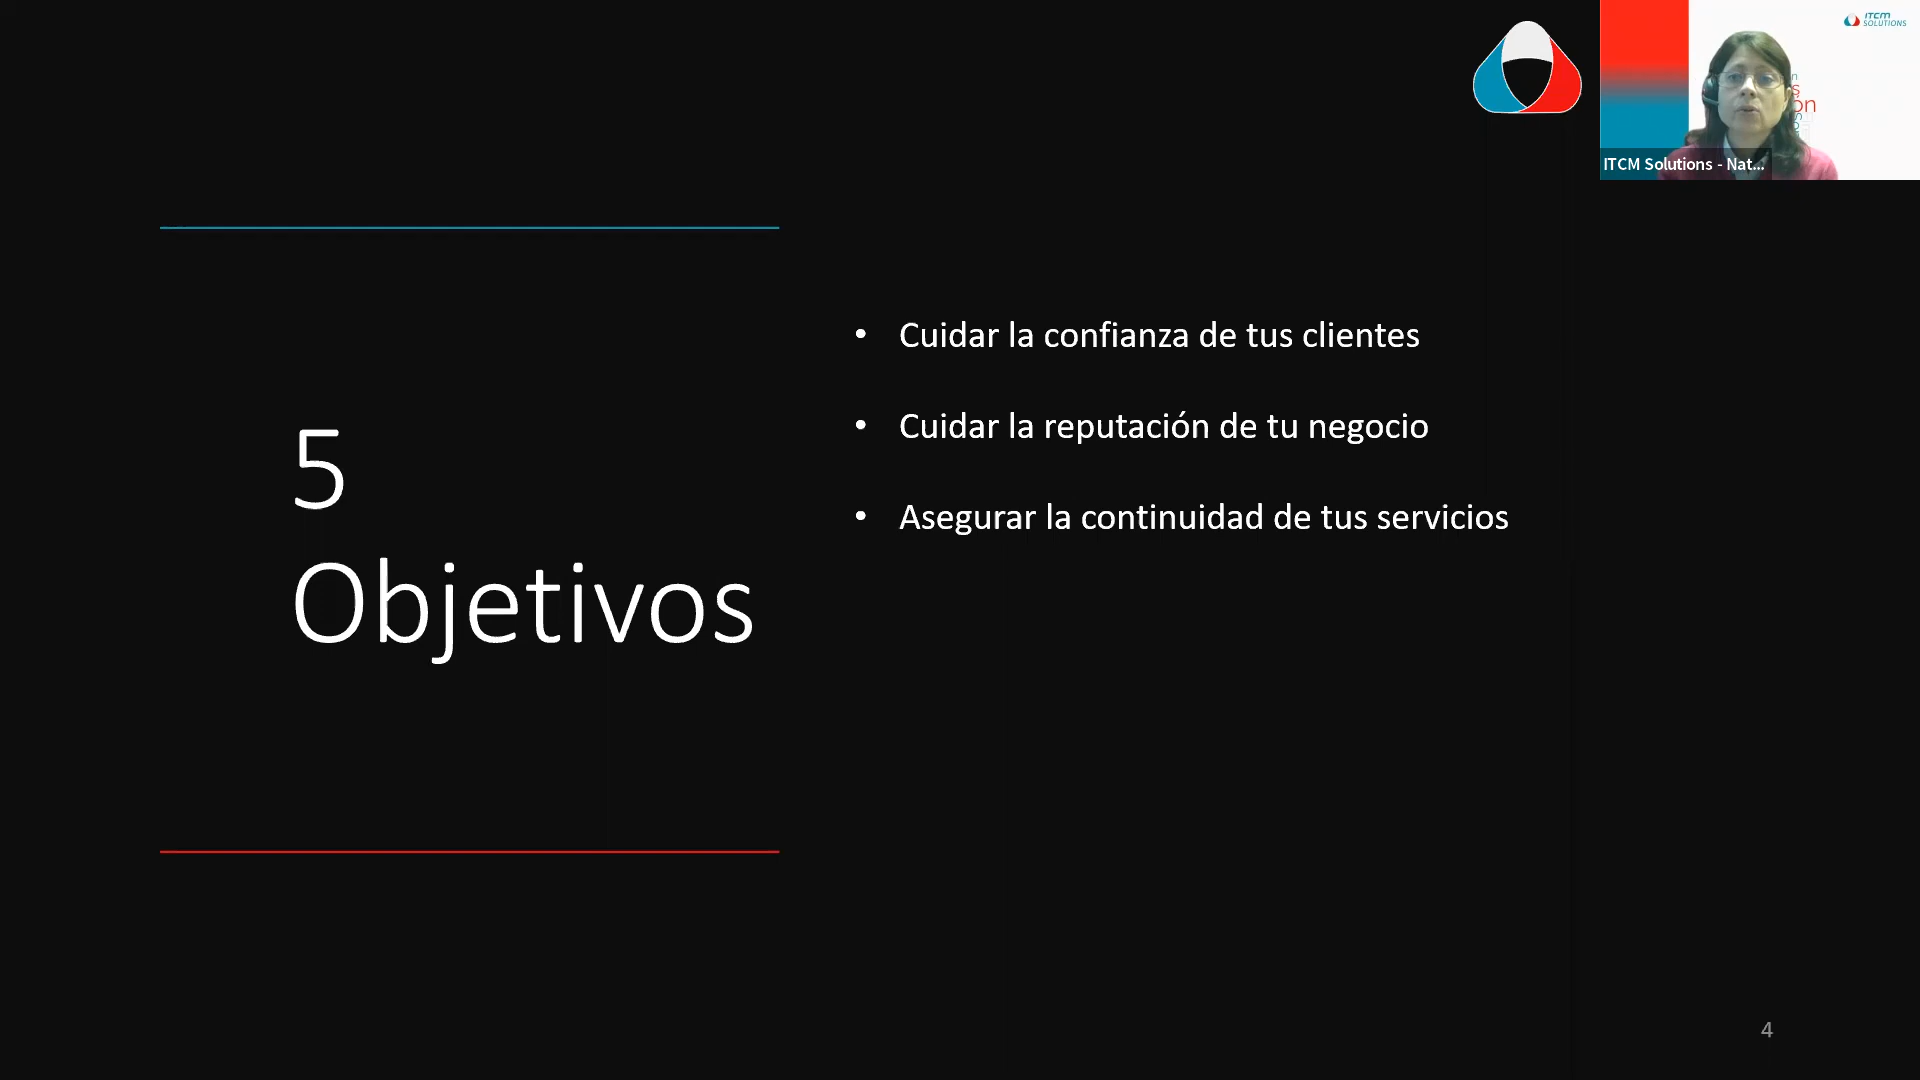 5
Objetivos
• Cuidar la confianza de tus clientes
• Cuidar la reputación de tu negocio
• Asegurar la continuidad de tus servicios
ITCM
SOLUTIONS
ITCM Solutions - Nat...
4